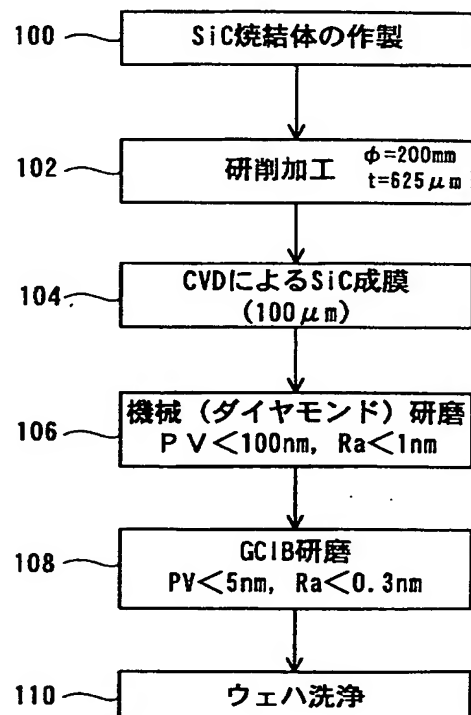 100
SiC焼結体の作製
102
研削加工
φ=200mm
t=625μm
104
CVDによるSiC成膜
(100μm)
106
機械(ダイヤモンド)研磨
PV<100nm, Ra<1nm
108
GCIB研磨
PV<5nm, Ra<0.3nm
110
ウェハ洗浄